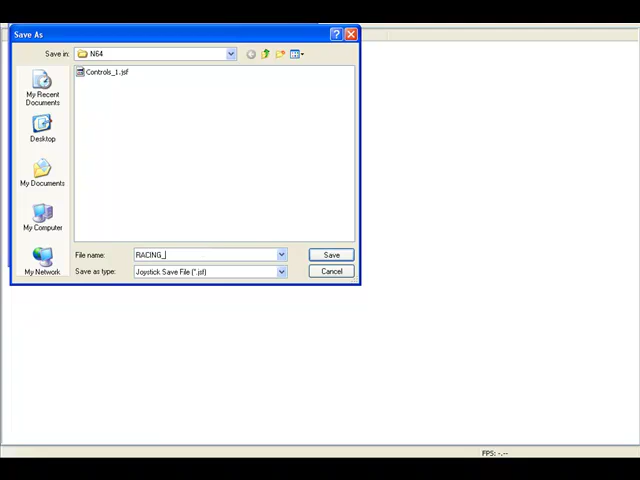 Save As
Save in:
N64
Controls_1.jsf
My Recent
Documents
Desktop
My Documents
My Computer
My Network
File name:
RACING_
Save
Save as type:
Joystick Save File (*.jsf)
Cancel
FPS: -.--